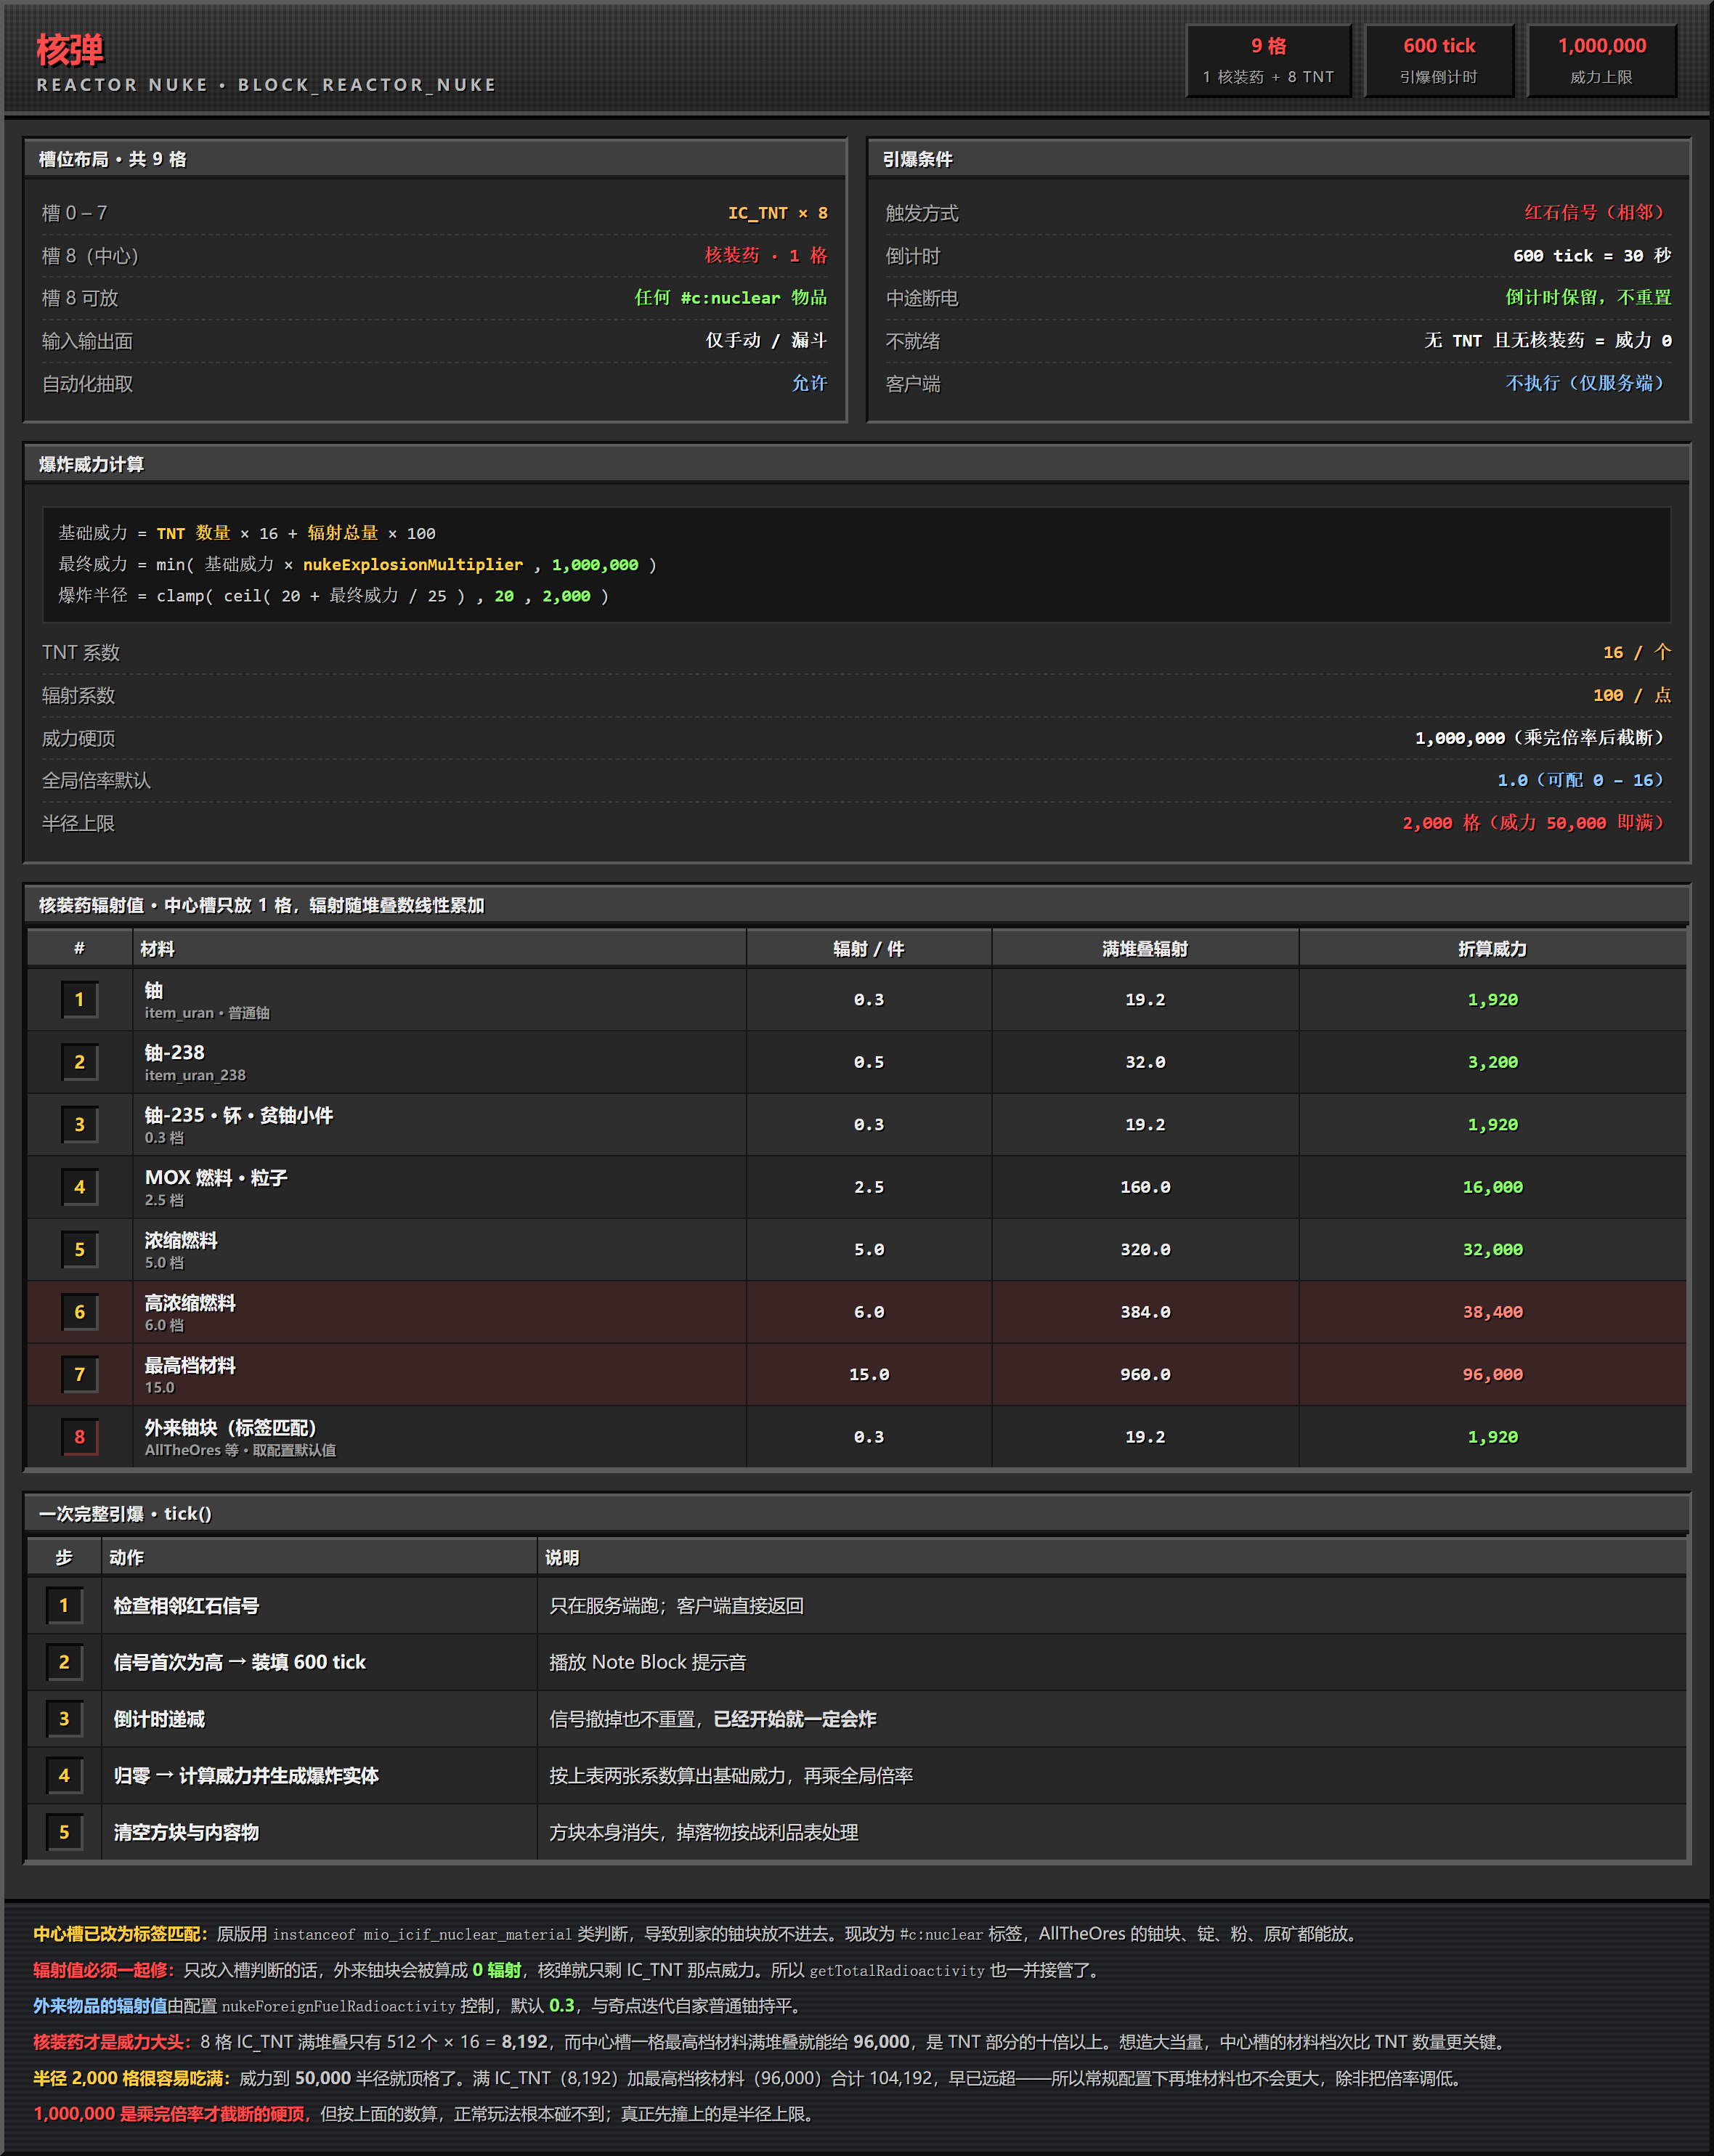 核弹
REACTOR NUKE • BLOCK_REACTOR_NUKE
9 格
1 核装药 + 8 TNT
600 tick
引爆倒计时
1,000,000
威力上限
槽位布局 • 共 9 格
槽 0 – 7 IC_TNT × 8
槽 8（中心） 核装药 · 1 格
槽 8 可放 任何 #c:nuclear 物品
输入输出面 仅手动 / 漏斗
自动化抽取 允许
引爆条件
触发方式 红石信号（相邻）
倒计时 600 tick = 30 秒
中途断电 倒计时保留，不重置
不就绪 无 TNT 且无核装药 = 威力 0
客户端 不执行（仅服务端）
爆炸威力计算
基础威力 = TNT 数量 × 16 + 辐射总量 × 100
最终威力 = min( 基础威力 × nukeExplosionMultiplier , 1,000,000 )
爆炸半径 = clamp( ceil( 20 + 最终威力 / 25 ) , 20 , 2,000 )
TNT 系数 16 / 个
辐射系数 100 / 点
威力硬顶 1,000,000（乘完倍率后截断）
全局倍率默认 1.0（可配 0 – 16）
半径上限 2,000 格（威力 50,000 即满）
核装药辐射值 • 中心槽只放 1 格，辐射随堆叠数线性累加
# 材料 辐射 / 件 满堆叠辐射 折算威力
1 铀 0.3 19.2 1,920
item_uran • 普通铀
2 铀-238 0.5 32.0 3,200
item_uran_238
3 铀-235 • 钚 • 贫铀小件 0.3 19.2 1,920
0.3 档
4 MOX 燃料 • 粒子 2.5 160.0 16,000
2.5 档
5 浓缩燃料 5.0 320.0 32,000
5.0 档
6 高浓缩燃料 6.0 384.0 38,400
6.0 档
7 最高档材料 15.0 960.0 96,000
15.0
8 外来铀块（标签匹配） 0.3 19.2 1,920
AllTheOres 等 • 取配置默认值
一次完整引爆 • tick()
步 动作 说明
1 检查相邻红石信号 只在服务端跑；客户端直接返回
2 信号首次为高 → 装填 600 tick 播放 Note Block 提示音
3 倒计时递减 信号撤掉也不重置，已经开始就一定会炸
4 归零 → 计算威力并生成爆炸实体 按上表两张系数算出基础威力，再乘全局倍率
5 清空方块与内容物 方块本身消失，掉落物按战利品表处理
中心槽已改为标签匹配：原版用 instanceof mio_icif_nuclear_material 类判断，导致别家的铀块放不进去。现改为 #c:nuclear 标签，AllTheOres 的铀块、锭、粉、原矿都能放。
辐射值必须一起修：只改入槽判断的话，外来铀块会被算成 0 辐射，核弹就只剩 IC_TNT 那点威力。所以 getTotalRadioactivity 也一并接管了。
外来物品的辐射值由配置 nukeForeignFuelRadioactivity 控制，默认 0.3，与奇点迭代自家普通铀持平。
核装药才是威力大头：8 格 IC_TNT 满堆叠只有 512 个 × 16 = 8,192，而中心槽一格最高档材料满堆叠就能给 96,000，是 TNT 部分的十倍以上。想造大当量，中心槽的材料档次比 TNT 数量更关键。
半径 2,000 格很容易吃满：威力到 50,000 半径就顶格了。满 IC_TNT（8,192）加最高档核材料（96,000）合计 104,192，早已远超——所以常规配置下再堆材料也不会更大，除非把倍率调低。
1,000,000 是乘完倍率才截断的硬顶，但按上面的数算，正常玩法根本碰不到；真正先撞上的是半径上限。